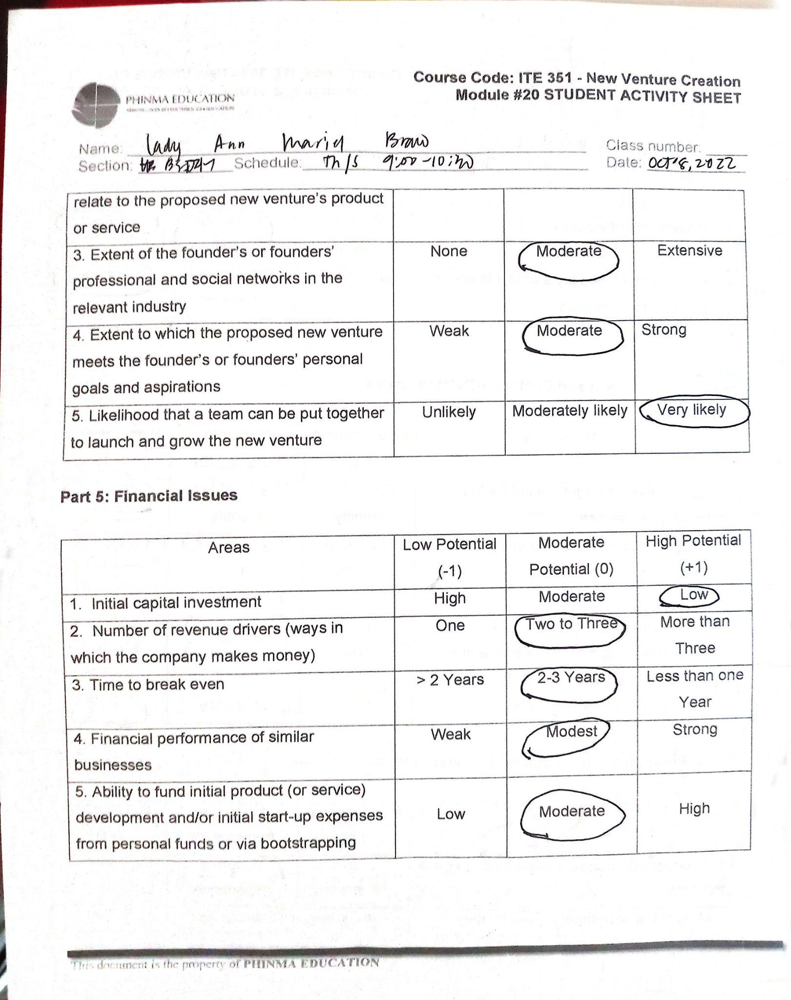 Course Code: ITE 351 - New Venture Creation
Module #20 STUDENT ACTIVITY SHEET
PHINMA EDUCATION
Name: Lady Ann Mariel
Class number:
Section: Schedule: Th/S 9:00-10:30
Date: Oct 8, 2022
relate to the proposed new venture's product
or service
3. Extent of the founder's or founders' None Moderate Extensive
professional and social networks in the
relevant industry
4. Extent to which the proposed new venture Weak Moderate Strong
meets the founder's or founders' personal
goals and aspirations
5. Likelihood that a team can be put together Unlikely Moderately likely Very likely
to launch and grow the new venture
Part 5: Financial Issues
Areas Low Potential Moderate High Potential
(-1) Potential (0) (+1)
1. Initial capital investment High Moderate Low
2. Number of revenue drivers (ways in One Two to Three More than
which the company makes money) Three
3. Time to break even > 2 Years 2-3 Years Less than one
Year
4. Financial performance of similar Weak Modest Strong
businesses
5. Ability to fund initial product (or service)
development and/or initial start-up expenses Low Moderate High
from personal funds or via bootstrapping
This document is the property of PHINMA EDUCATION